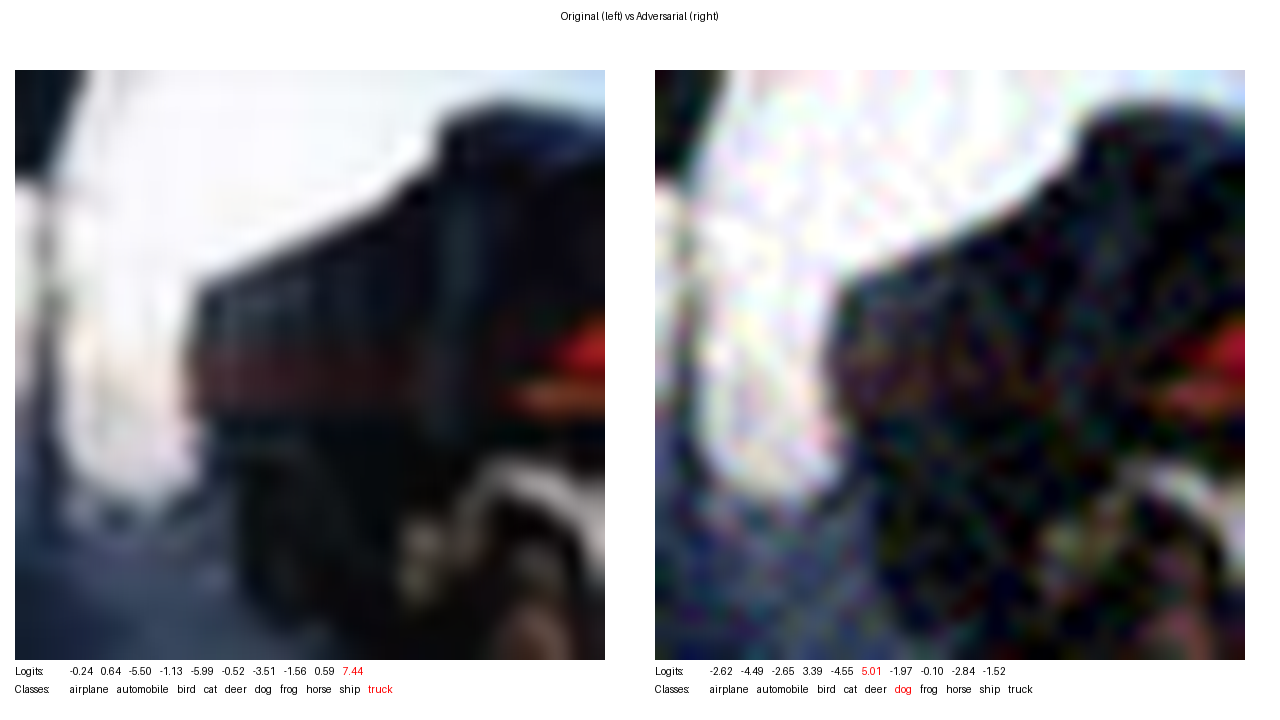 Original (left) vs Adversarial (right)
Logits: -0.24 0.64 -5.50 -1.13 -5.99 -0.52 -3.51 -1.56 0.59 7.44
Classes: airplane automobile bird cat deer dog frog horse ship truck
Logits: -2.62 -4.49 -2.65 3.39 -4.55 5.01 -1.97 -0.10 -2.84 -1.52
Classes: airplane automobile bird cat deer dog frog horse ship truck